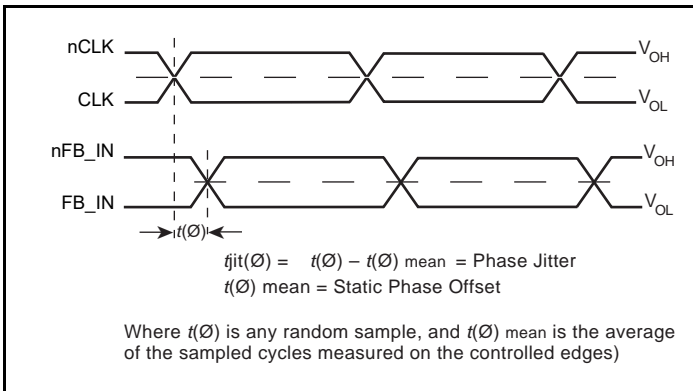 nCLK
V_OH
CLK
V_OL
nFB_IN
V_OH
FB_IN
V_OL
t(Ø)
tjit(Ø) = t(Ø) – t(Ø) mean = Phase Jitter
t(Ø) mean = Static Phase Offset
Where t(Ø) is any random sample, and t(Ø) mean is the average
of the sampled cycles measured on the controlled edges)